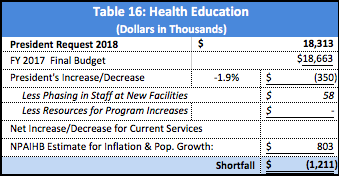 Table 16: Health Education
(Dollars in Thousands)
President Request 2018 $ 18,313
FY 2017 Final Budget $18,663
President's Increase/Decrease -1.9% $ (350)
Less Phasing in Staff at New Facilities $ 58
Less Resources for Program Increases $ -
Net Increase/Decrease for Current Services
NPAIHB Estimate for Inflation & Pop. Growth: $ 803
Shortfall $ (1,211)